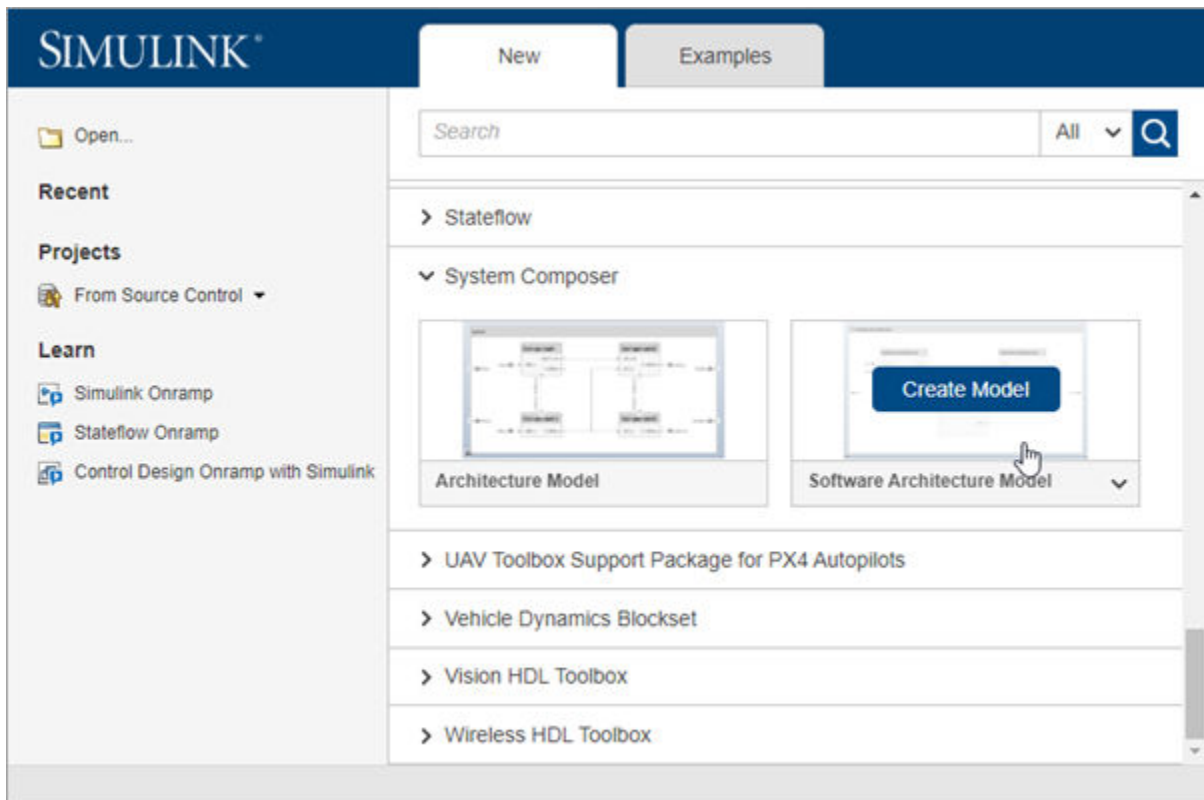 SIMULINK®
New
Examples
Open...
Search
All
Recent
Projects
From Source Control
Learn
Simulink Onramp
Stateflow Onramp
Control Design Onramp with Simulink
Stateflow
System Composer
Architecture Model
Create Model
Software Architecture Model
UAV Toolbox Support Package for PX4 Autopilots
Vehicle Dynamics Blockset
Vision HDL Toolbox
Wireless HDL Toolbox